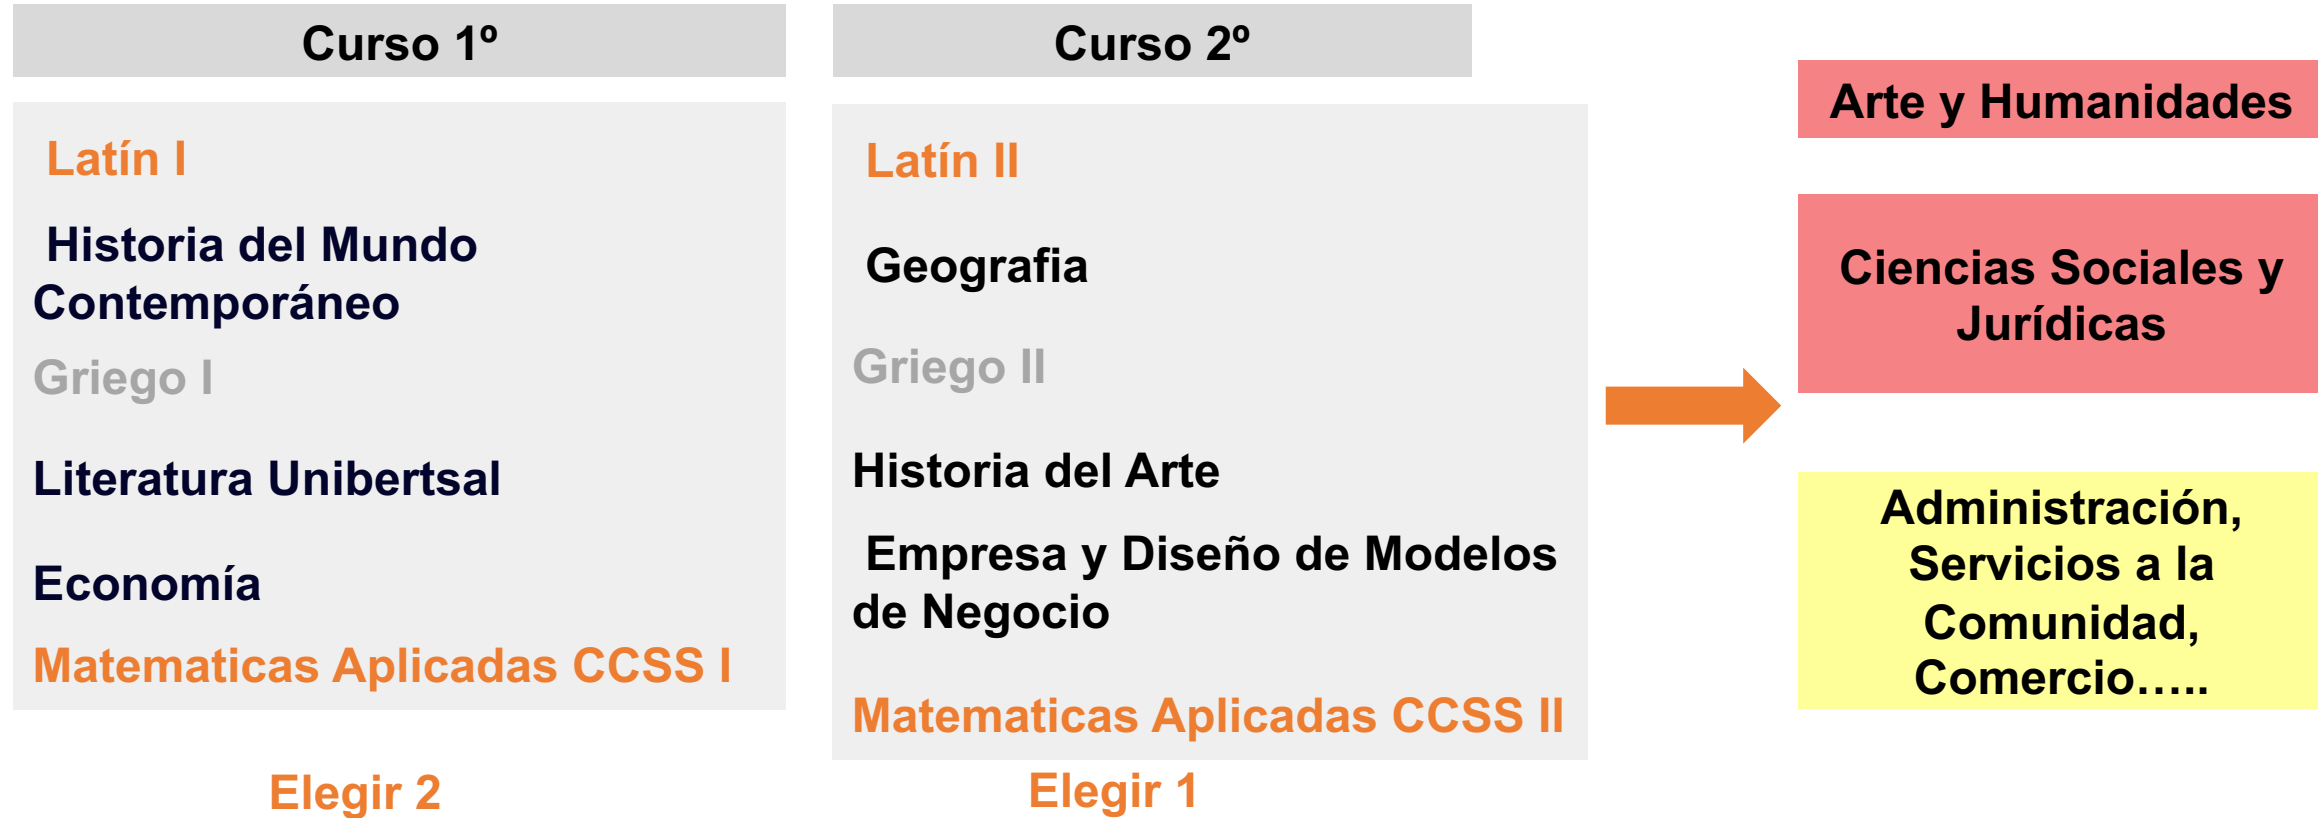 Curso 1º
Latín I
Historia del Mundo
Contemporáneo
Griego I
Literatura Unibertsal
Economía
Matematicas Aplicadas CCSS I
Elegir 2
Curso 2º
Latín II
Geografia
Griego II
Historia del Arte
Empresa y Diseño de Modelos
de Negocio
Matematicas Aplicadas CCSS II
Elegir 1
Arte y Humanidades
Ciencias Sociales y
Jurídicas
Administración,
Servicios a la
Comunidad,
Comercio.....